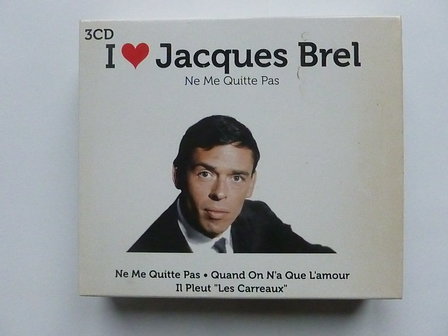 3CD
I ❤ Jacques Brel
Ne Me Quitte Pas
Ne Me Quitte Pas • Quand On N'a Que L'amour
Il Pleut "Les Carreaux"